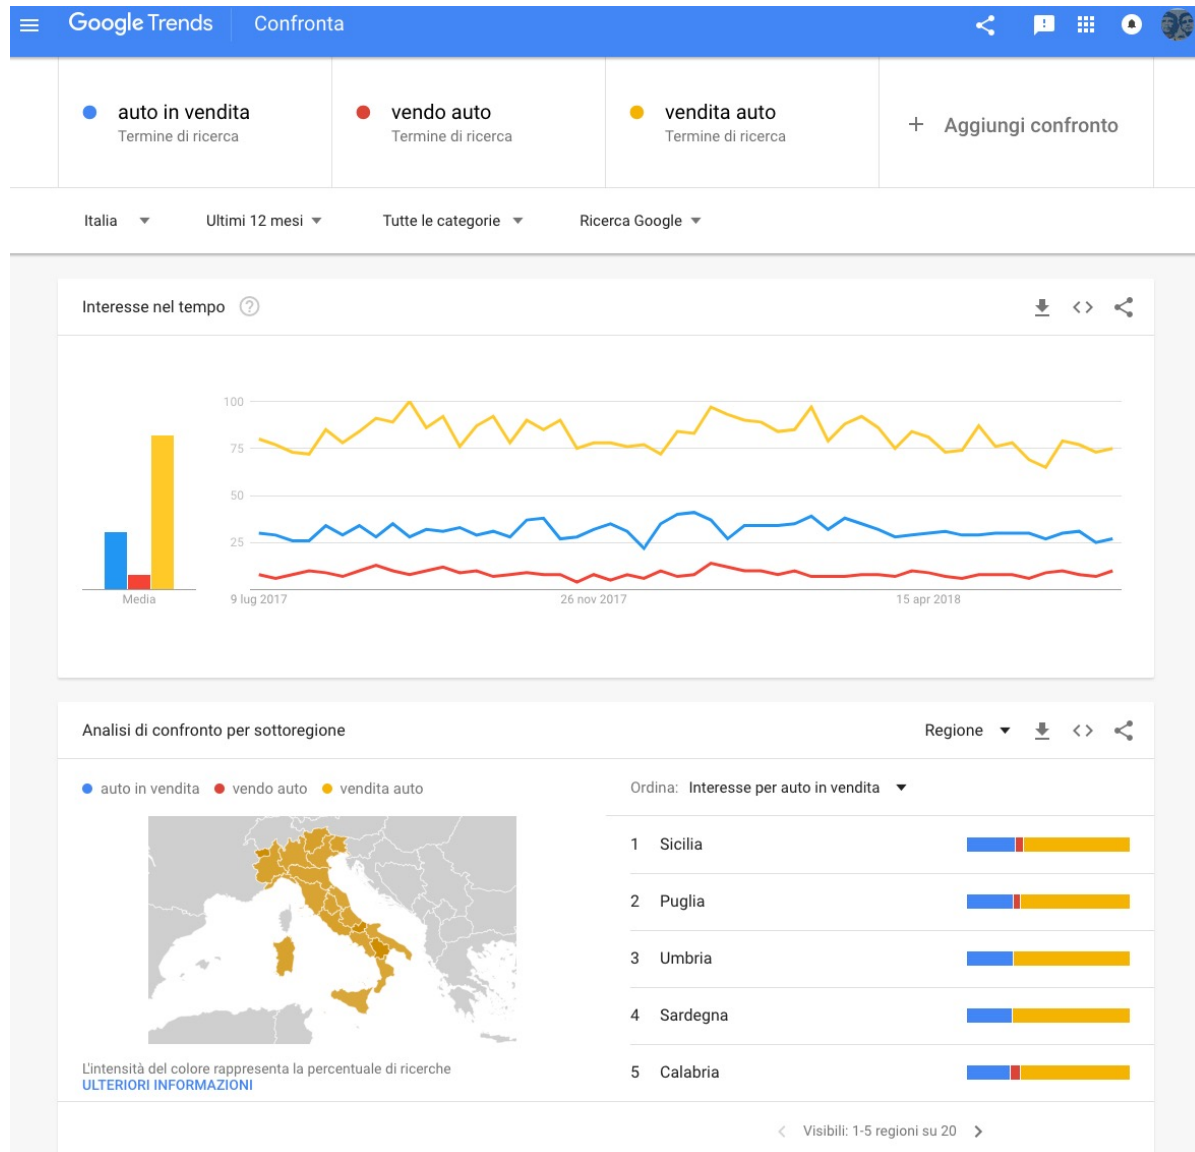 Google Trends Confronta
auto in vendita
Termine di ricerca
vendo auto
Termine di ricerca
vendita auto
Termine di ricerca
+ Aggiungi confronto
Italia Ultimi 12 mesi Tutte le categorie Ricerca Google
Interesse nel tempo ?
100
75
50
25
Media
9 lug 2017 26 nov 2017 15 apr 2018
Analisi di confronto per sottoregione
Regione
auto in vendita vendo auto vendita auto
L'intensità del colore rappresenta la percentuale di ricerche
ULTERIORI INFORMAZIONI
Ordina: Interesse per auto in vendita
1 Sicilia
2 Puglia
3 Umbria
4 Sardegna
5 Calabria
Visibili: 1-5 regioni su 20